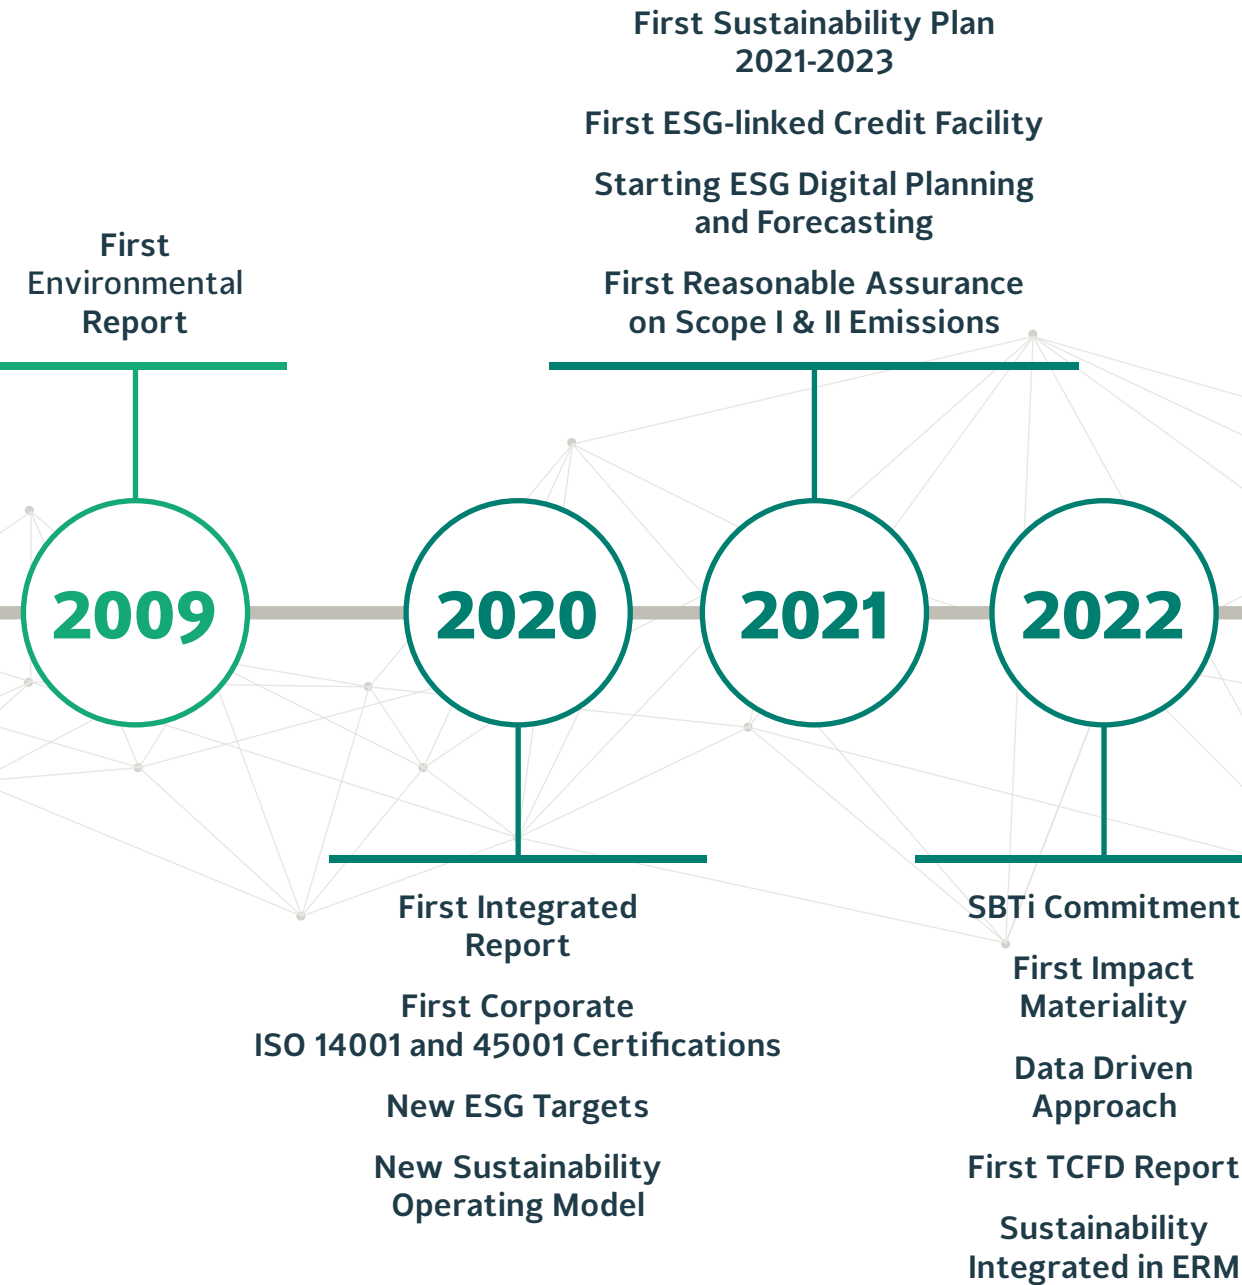 First Sustainability Plan
2021-2023
First ESG-linked Credit Facility
Starting ESG Digital Planning
and Forecasting
First Reasonable Assurance
on Scope I & II Emissions
First
Environmental
Report
2009
2020
2021
2022
First Integrated
Report
First Corporate
ISO 14001 and 45001 Certifications
New ESG Targets
New Sustainability
Operating Model
SBTi Commitment
First Impact
Materiality
Data Driven
Approach
First TCFD Report
Sustainability
Integrated in ERM